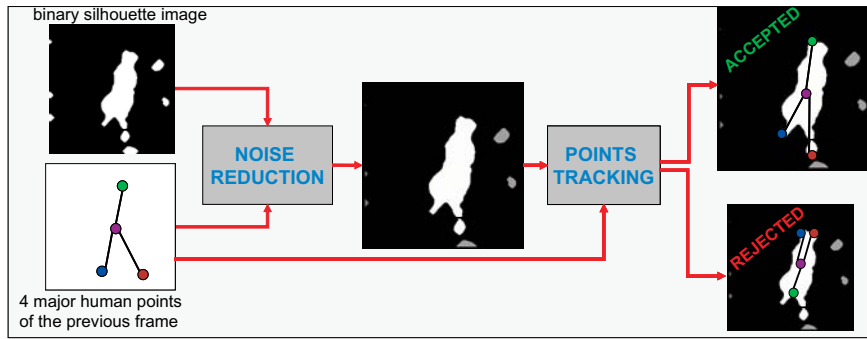 binary silhouette image
NOISE
REDUCTION
POINTS
TRACKING
ACCEPTED
REJECTED
4 major human points
of the previous frame